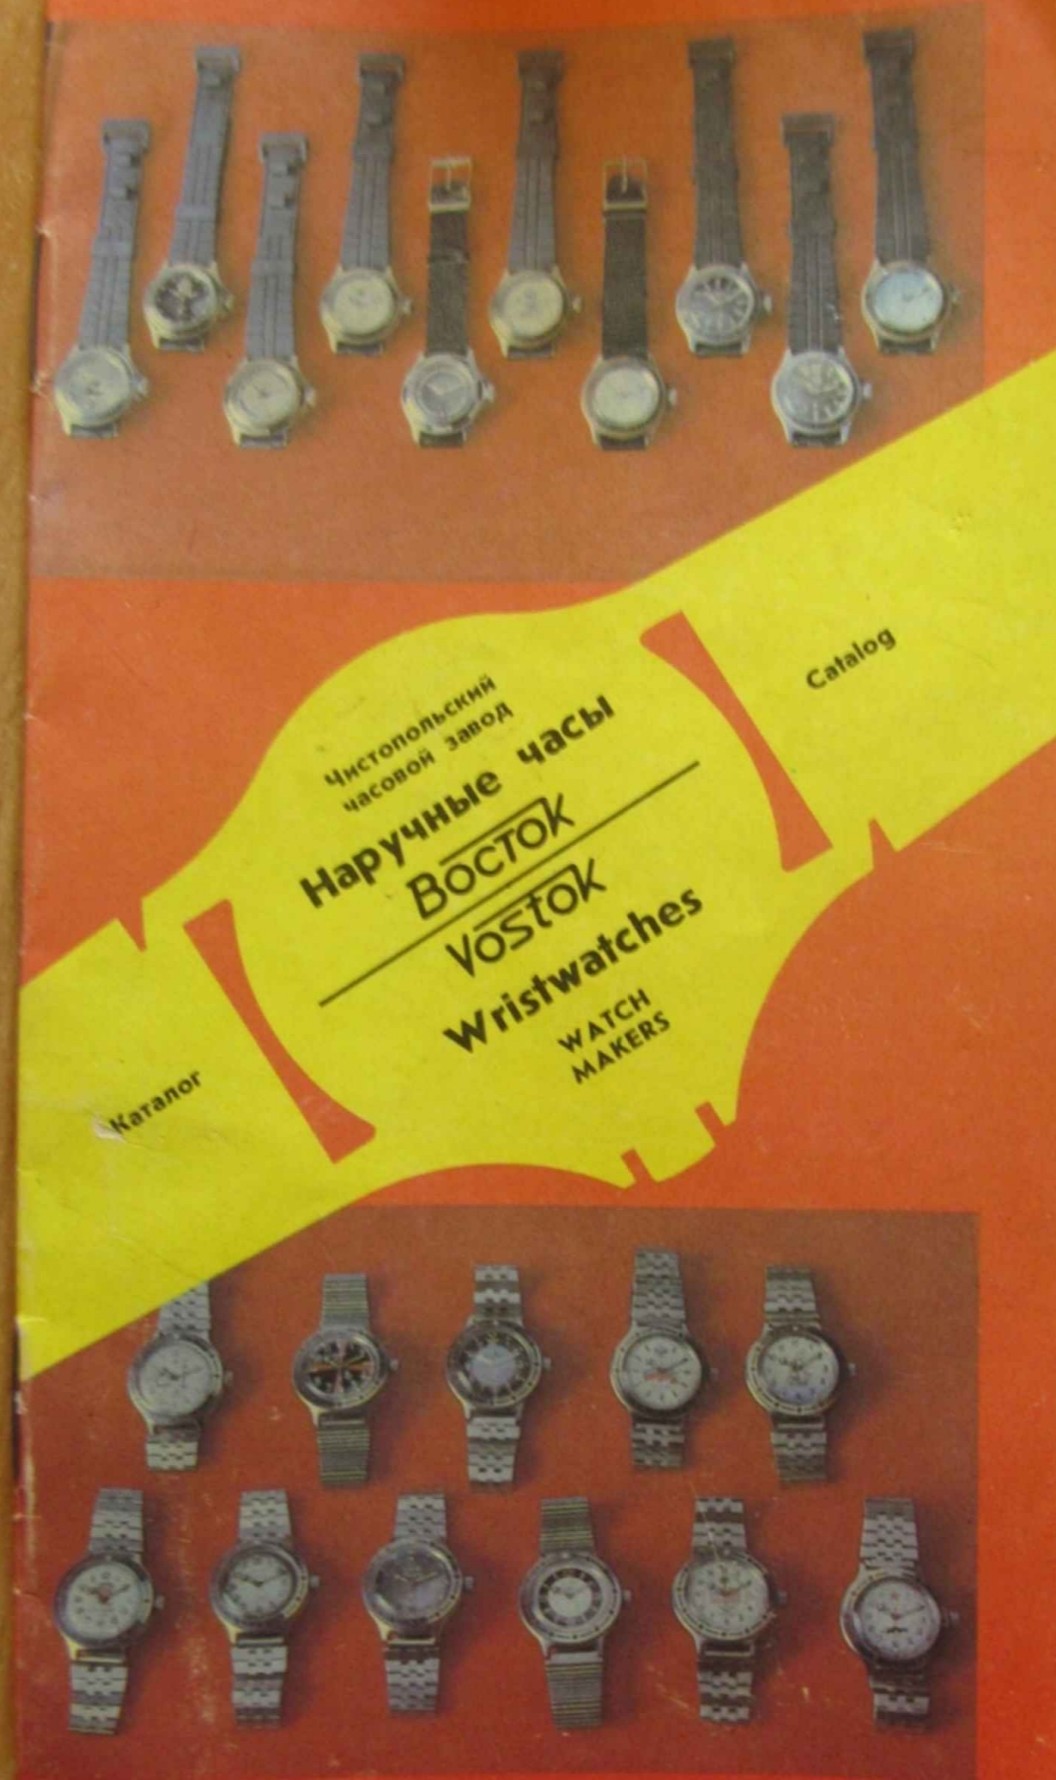 Чистопольский
часовой завод
Наручные часы
Восток
Vostok
Wristwatches
WATCH
MAKERS
Catalog
Каталог